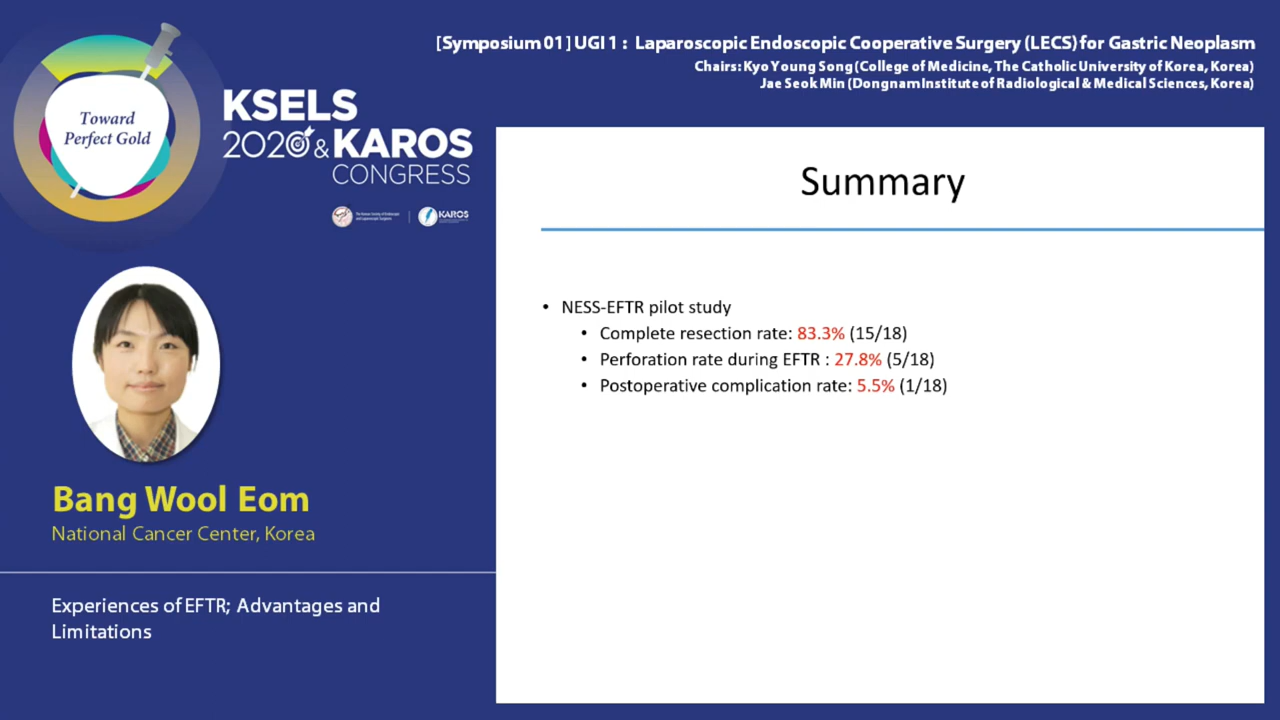 [Symposium 01] UGI 1 : Laparoscopic Endoscopic Cooperative Surgery (LECS) for Gastric Neoplasm
Chairs: Kyo Young Song (College of Medicine, The Catholic University of Korea, Korea)
Jae Seok Min (Dongnam Institute of Radiological & Medical Sciences, Korea)
Toward
Perfect Gold
KSELS
2020 & KAROS
CONGRESS
KAROS
Summary
• NESS-EFTR pilot study
• Complete resection rate: 83.3% (15/18)
• Perforation rate during EFTR : 27.8% (5/18)
• Postoperative complication rate: 5.5% (1/18)
Bang Wool Eom
National Cancer Center, Korea
Experiences of EFTR; Advantages and
Limitations